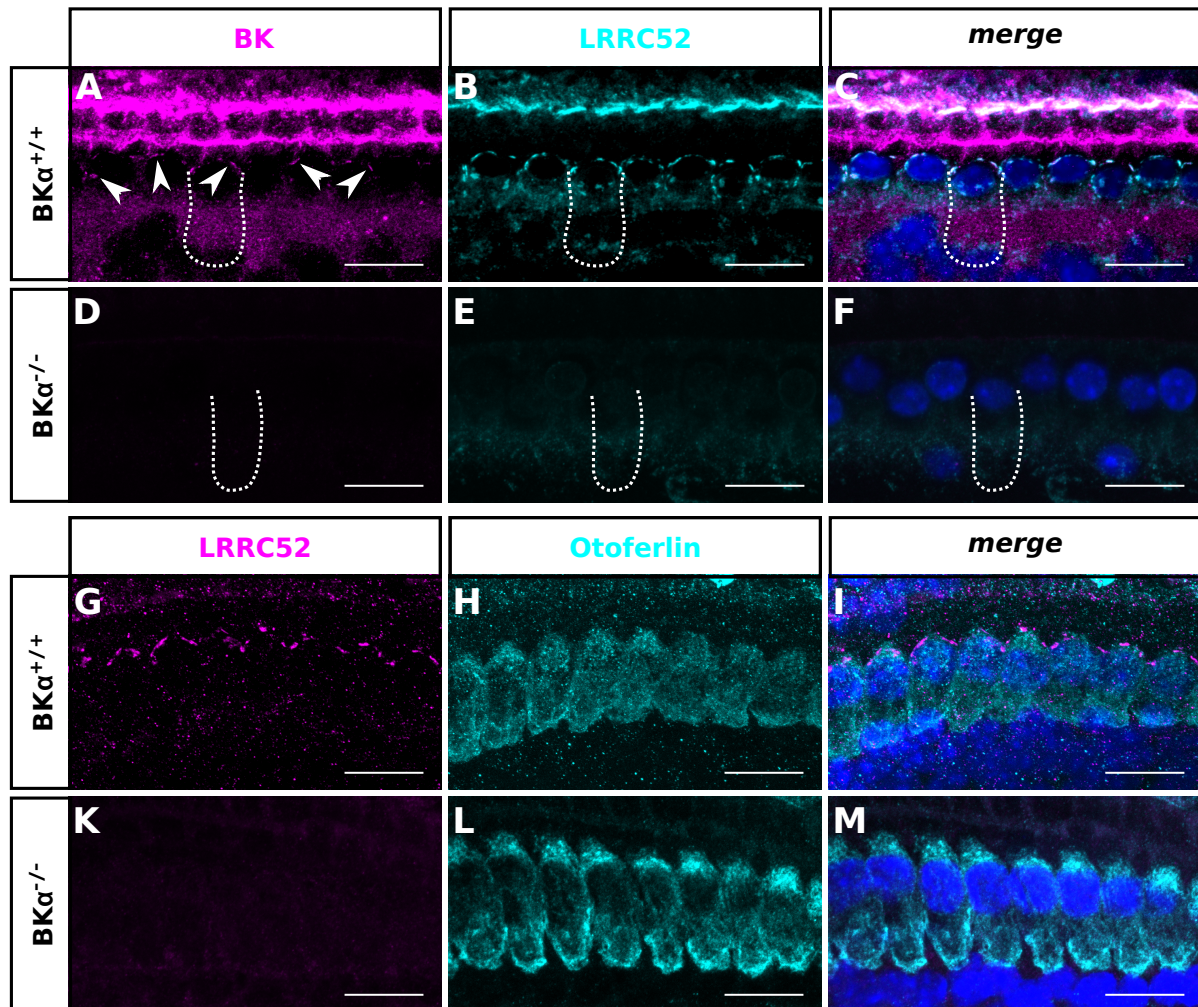 BK LRRC52 merge
BKα+/+
A B C
BKα-/-
D E F
LRRC52 Otoferlin merge
BKα+/+
G H I
BKα-/-
K L M